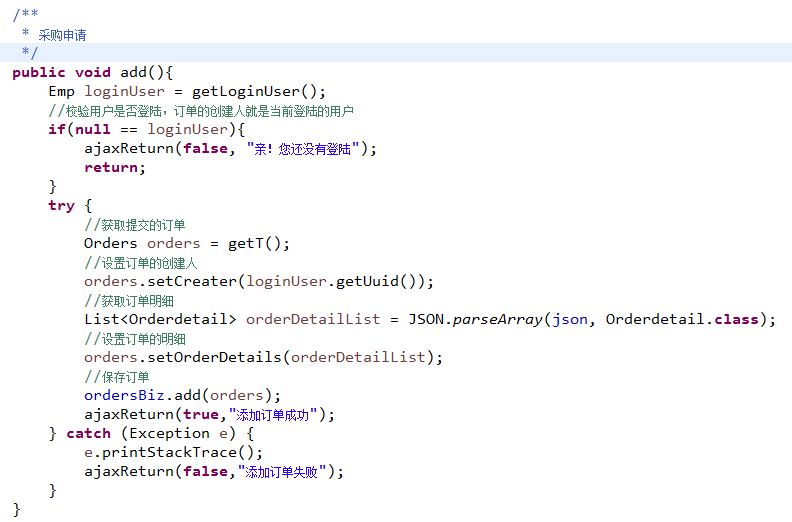 /**
 * 采购申请
 */
public void add(){
    Emp loginUser = getLoginUser();
    //校验用户是否登陆，订单的创建人就是当前登陆的用户
    if(null == loginUser){
        ajaxReturn(false, "亲！您还没有登陆");
        return;
    }
    try {
        //获取提交的订单
        Orders orders = getT();
        //设置订单的创建人
        orders.setCreater(loginUser.getUuid());
        //获取订单明细
        List<Orderdetail> orderDetailList = JSON.parseArray(json, Orderdetail.class);
        //设置订单的明细
        orders.setOrderDetails(orderDetailList);
        //保存订单
        ordersBiz.add(orders);
        ajaxReturn(true,"添加订单成功");
    } catch (Exception e) {
        e.printStackTrace();
        ajaxReturn(false,"添加订单失败");
    }
}